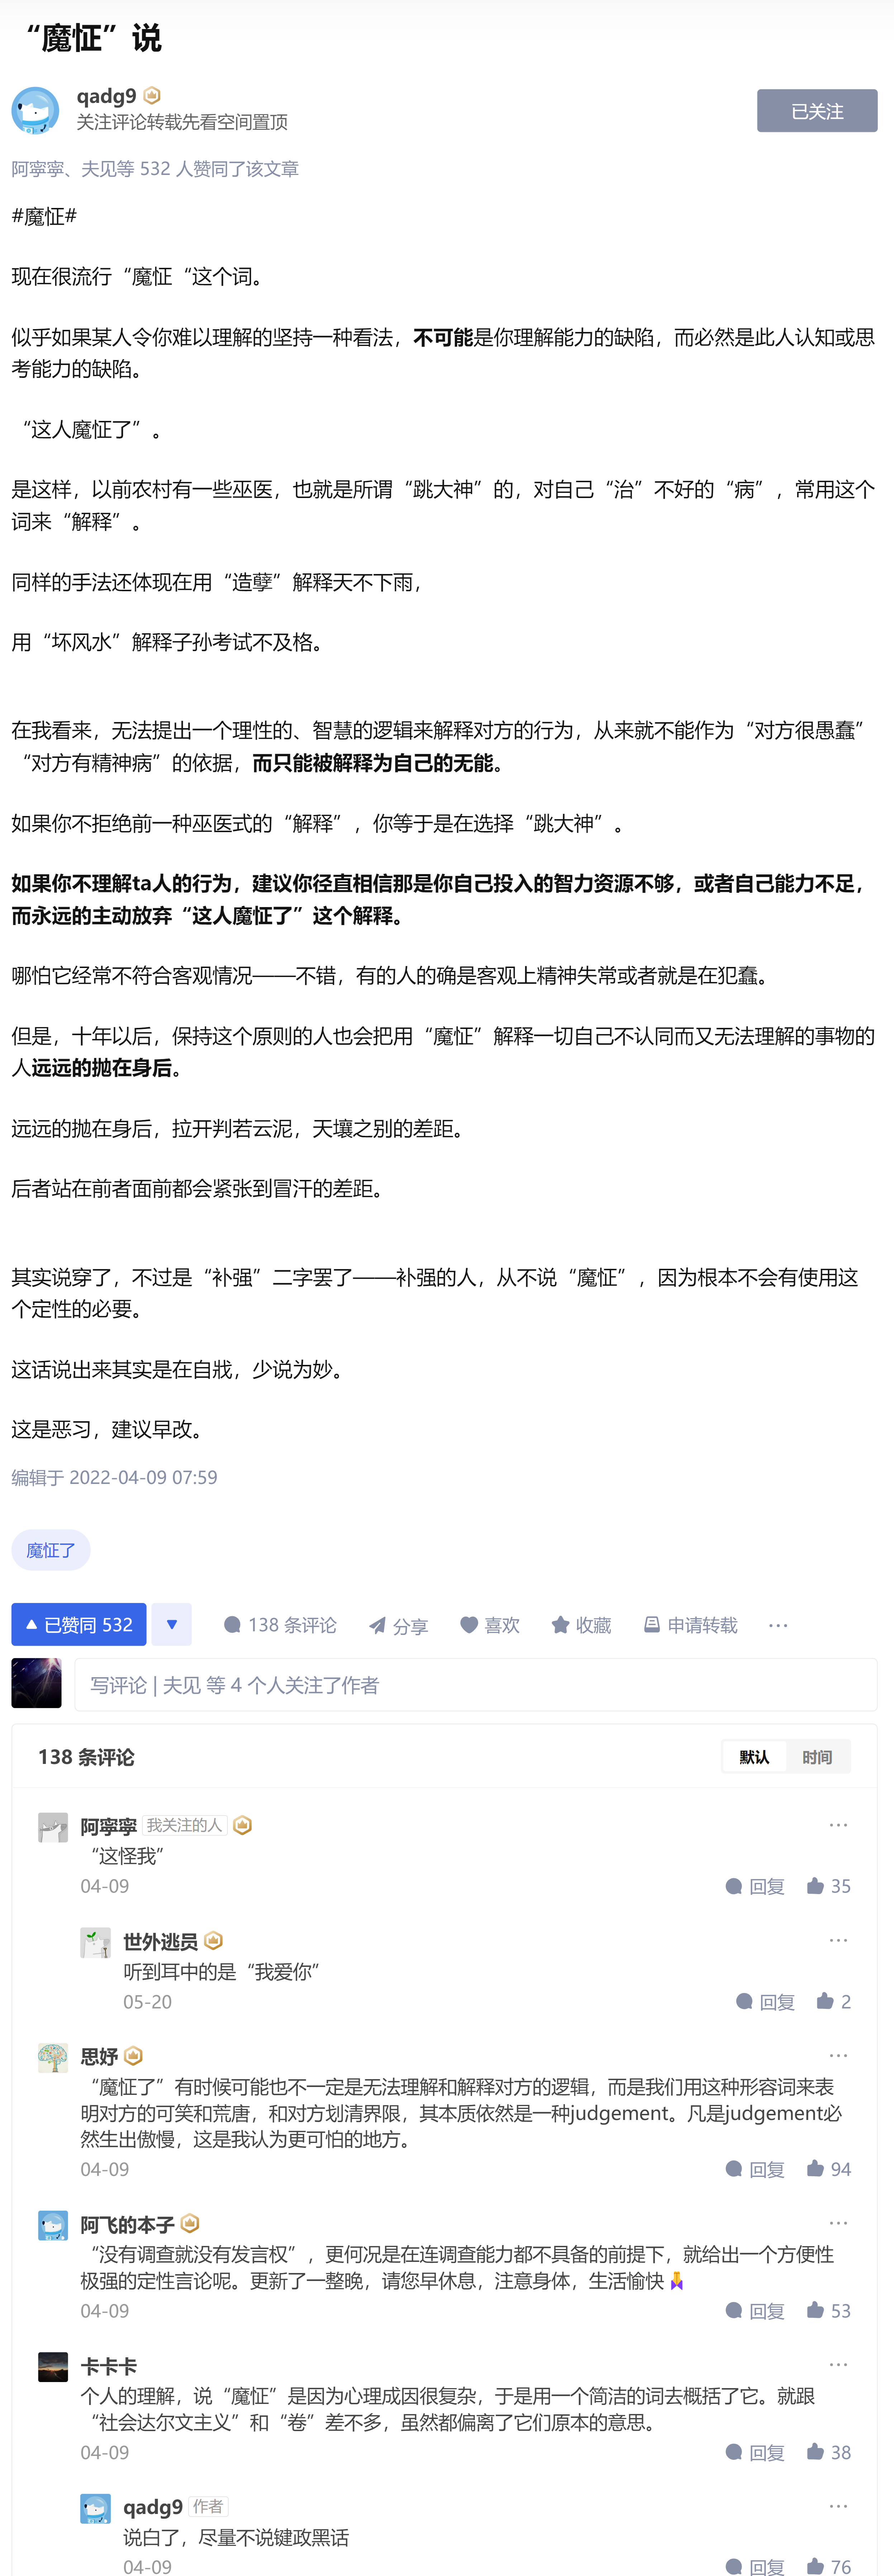 “魔怔”说
qadg9
关注评论转载先看空间置顶
已关注
阿寧寧、夫见等 532 人赞同了该文章
#魔怔#
现在很流行“魔怔“这个词。
似乎如果某人令你难以理解的坚持一种看法，不可能是你理解能力的缺陷，而必然是此人认知或思
考能力的缺陷。
“这人魔怔了”。
是这样，以前农村有一些巫医，也就是所谓“跳大神”的，对自己“治”不好的“病”，常用这个
词来“解释”。
同样的手法还体现在用“造孽”解释天不下雨，
用“坏风水”解释子孙考试不及格。
在我看来，无法提出一个理性的、智慧的逻辑来解释对方的行为，从来就不能作为“对方很愚蠢”
“对方有精神病”的依据，而只能被解释为自己的无能。
如果你不拒绝前一种巫医式的“解释”，你等于是在选择“跳大神”。
如果你不理解ta人的行为，建议你径直相信那是你自己投入的智力资源不够，或者自己能力不足，
而永远的主动放弃“这人魔怔了”这个解释。
哪怕它经常不符合客观情况——不错，有的人的确是客观上精神失常或者就是在犯蠢。
但是，十年以后，保持这个原则的人也会把用“魔怔”解释一切自己不认同而又无法理解的事物的
人远远的抛在身后。
远远的抛在身后，拉开判若云泥，天壤之别的差距。
后者站在前者面前都会紧张到冒汗的差距。
其实说穿了，不过是“补强”二字罢了——补强的人，从不说“魔怔”，因为根本不会有使用这
个定性的必要。
这话说出来其实是在自戕，少说为妙。
这是恶习，建议早改。
编辑于 2022-04-09 07:59
魔怔了
已赞同 532 138 条评论 分享 喜欢 收藏 申请转载
写评论 | 夫见 等 4 个人关注了作者
138 条评论 默认 时间
阿寧寧 我关注的人
“这怪我”
04-09 回复 35
世外逃员
听到耳中的是“我爱你”
05-20 回复 2
思妤
“魔怔了”有时候可能也不一定是无法理解和解释对方的逻辑，而是我们用这种形容词来表
明对方的可笑和荒唐，和对方划清界限，其本质依然是一种judgement。凡是judgement必
然生出傲慢，这是我认为更可怕的地方。
04-09 回复 94
阿飞的本子
“没有调查就没有发言权”，更何况是在连调查能力都不具备的前提下，就给出一个方便性
极强的定性言论呢。更新了一整晚，请您早休息，注意身体，生活愉快🙏
04-09 回复 53
卡卡卡
个人的理解，说“魔怔”是因为心理成因很复杂，于是用一个简洁的词去概括了它。就跟
“社会达尔文主义”和“卷”差不多，虽然都偏离了它们原本的意思。
04-09 回复 38
qadg9 作者
说白了，尽量不说键政黑话
04-09 回复 76